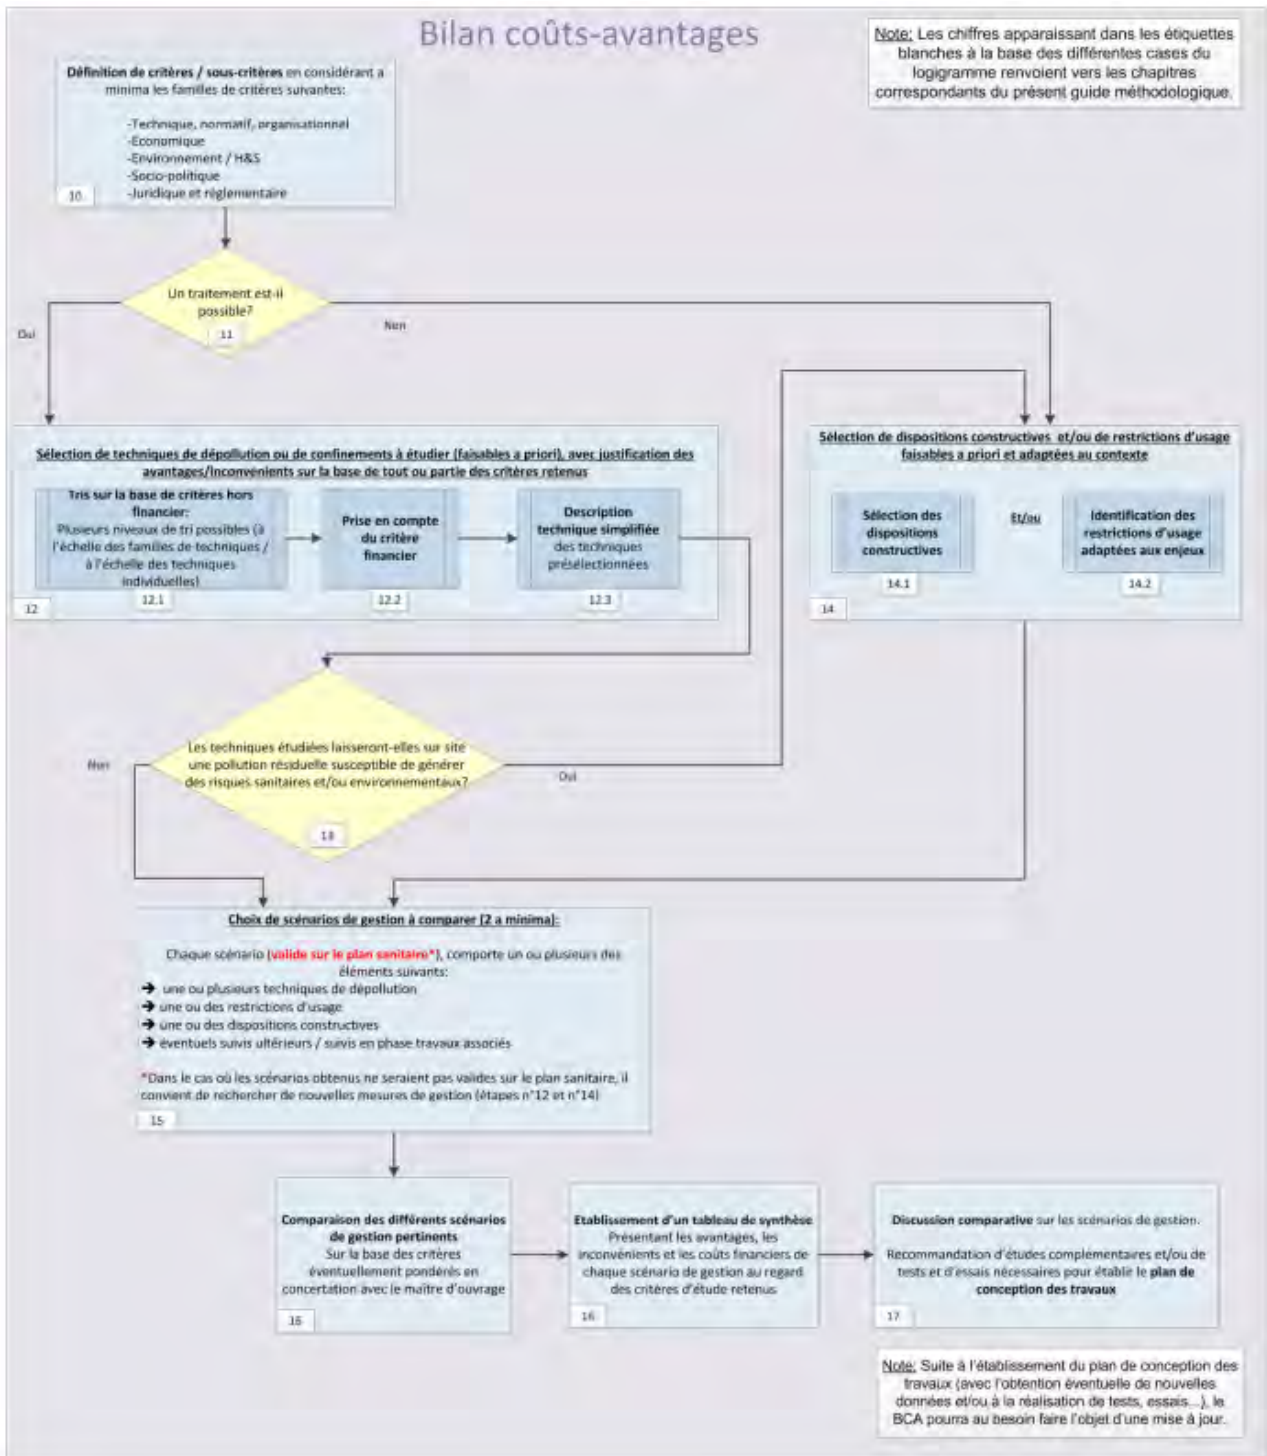 Bilan coûts-avantages
Note: Les chiffres apparaissant dans les étiquettes
blanches à la base des différentes cases du
logigramme renvoient vers les chapitres
correspondants du présent guide méthodologique.
Définition de critères / sous-critères en considérant a
minima les familles de critères suivantes:
-Technique, normatif, organisationnel
-Economique
-Environnement / H&S
-Socio-politique
-Juridique et réglementaire
10
Un traitement est-il
possible?
11
Oui
Non
Sélection de techniques de dépollution ou de confinements à étudier (faisables a priori), avec justification des
avantages/inconvénients sur la base de tout ou partie des critères retenus
Tris sur la base de critères hors
financier:
Plusieurs niveaux de tri possibles (à
l'échelle des familles de techniques /
à l'échelle des techniques
individuelles)
12.1
Prise en compte
du critère
financier
12.2
Description
technique simplifiée
des techniques
présélectionnées
12.3
12
Sélection de dispositions constructives et/ou de restrictions d'usage
faisables a priori et adaptées au contexte
Sélection des
dispositions
constructives
14.1
Et/ou
Identification des
restrictions d'usage
adaptées aux enjeux
14.2
14
Les techniques étudiées laisseront-elles sur site
une pollution résiduelle susceptible de générer
des risques sanitaires et/ou environnementaux?
13
Non
Oui
Choix de scénarios de gestion à comparer (2 a minima):
Chaque scénario (valide sur le plan sanitaire*), comporte un ou plusieurs des
éléments suivants:
➔ une ou plusieurs techniques de dépollution
➔ une ou des restrictions d'usage
➔ une ou des dispositions constructives
➔ éventuels suivis ultérieurs / suivis en phase travaux associés
*Dans le cas où les scénarios obtenus ne seraient pas valides sur le plan sanitaire, il
convient de rechercher de nouvelles mesures de gestion (étapes n°12 et n°14)
15
Comparaison des différents scénarios
de gestion pertinents
Sur la base des critères
éventuellement pondérés en
concertation avec le maître d'ouvrage
16
Etablissement d'un tableau de synthèse
Présentant les avantages, les
inconvénients et les coûts financiers de
chaque scénario de gestion au regard
des critères d'étude retenus
16
Discussion comparative sur les scénarios de gestion.
Recommandation d'études complémentaires et/ou de
tests et d'essais nécessaires pour établir le plan de
conception des travaux
17
Note: Suite à l'établissement du plan de conception des
travaux (avec l'obtention éventuelle de nouvelles
données et/ou à la réalisation de tests, essais...), le
BCA pourra au besoin faire l'objet d'une mise à jour.